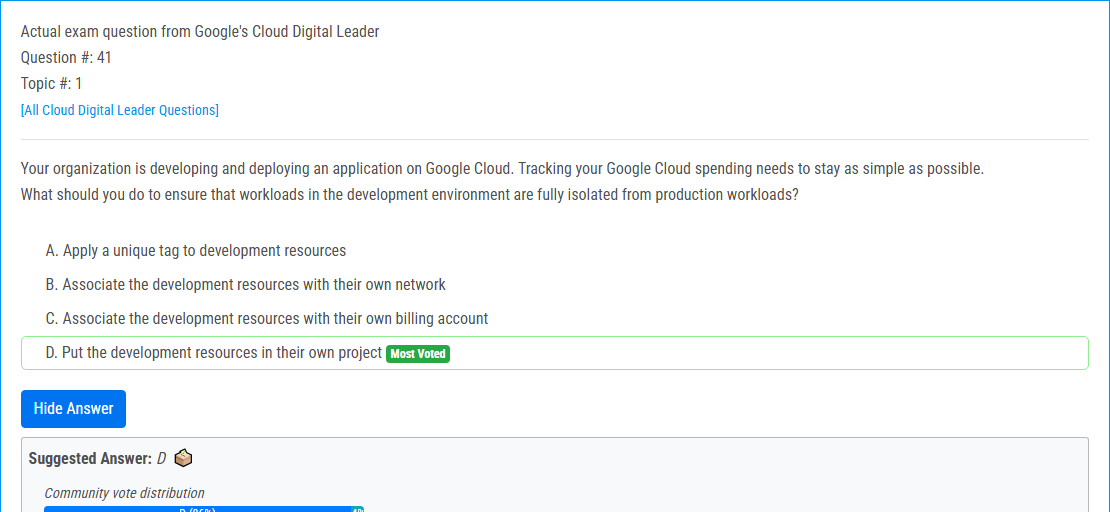 Actual exam question from Google's Cloud Digital Leader
Question #: 41
Topic #: 1
[All Cloud Digital Leader Questions]
Your organization is developing and deploying an application on Google Cloud. Tracking your Google Cloud spending needs to stay as simple as possible.
What should you do to ensure that workloads in the development environment are fully isolated from production workloads?
A. Apply a unique tag to development resources
B. Associate the development resources with their own network
C. Associate the development resources with their own billing account
D. Put the development resources in their own project Most Voted
Hide Answer
Suggested Answer: D
Community vote distribution